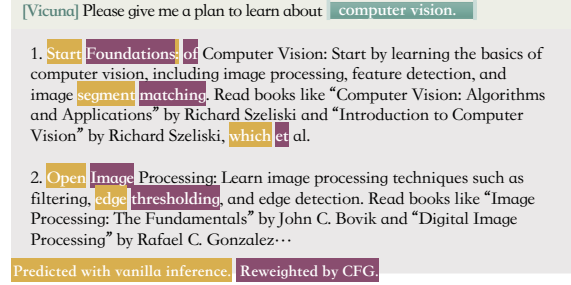 [Vicuna] Please give me a plan to learn about computer vision.
1. Start Foundations: of Computer Vision: Start by learning the basics of
computer vision, including image processing, feature detection, and
image segment matching. Read books like “Computer Vision: Algorithms
and Applications” by Richard Szeliski and “Introduction to Computer
Vision” by Richard Szeliski, which et al.
2. Open Image Processing: Learn image processing techniques such as
filtering, edge thresholding, and edge detection. Read books like “Image
Processing: The Fundamentals” by John C. Bovik and “Digital Image
Processing” by Rafael C. Gonzalez⋯
Predicted with vanilla inference. Reweighted by CFG.